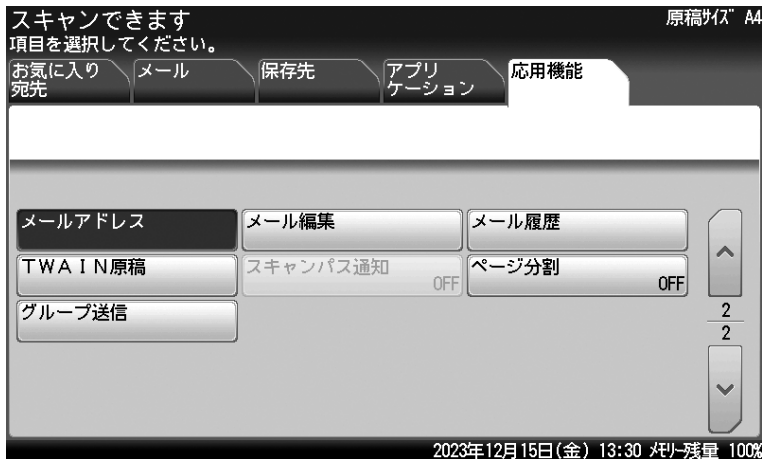 スキャンできます
原稿ｻｲｽﾞ A4
項目を選択してください。
お気に入り
宛先
メール
保存先
アプリ
ケーション
応用機能
メールアドレス
メール編集
メール履歴
ＴＷＡＩＮ原稿
スキャンパス通知
OFF
ページ分割
OFF
グループ送信
2
2
2023年12月15日(金) 13:30 ﾒﾓﾘｰ残量 100%